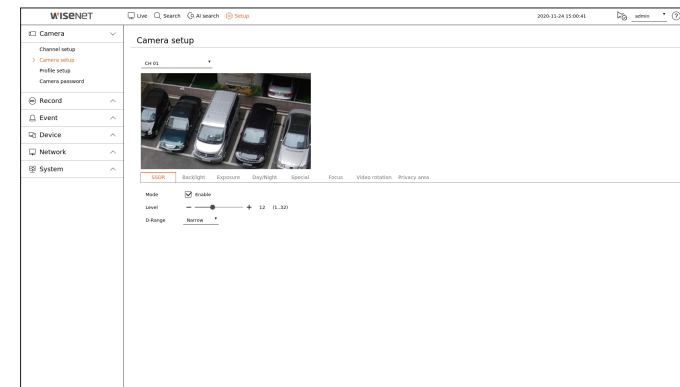 WISENET
Live Search AI search Setup 2020-11-24 15:00:41 admin
Camera
Channel setup
Camera setup
Profile setup
Camera password
Record
Event
Device
Network
System
Camera setup
CH 01
SSDR Backlight Exposure Day/Night Special Focus Video rotation Privacy area
Mode Enable
Level 12 (1..32)
D-Range Narrow